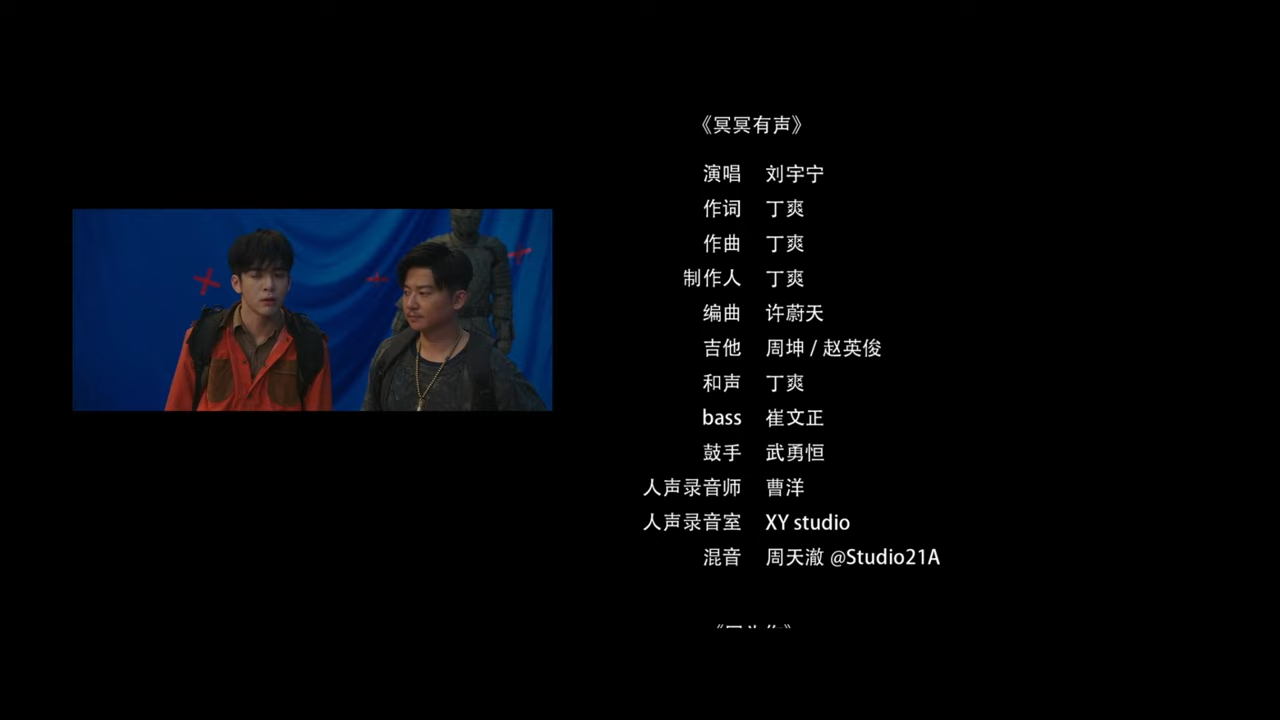 《冥冥有声》
演唱 刘宇宁
作词 丁爽
作曲 丁爽
制作人 丁爽
编曲 许蔚天
吉他 周坤 / 赵英俊
和声 丁爽
bass 崔文正
鼓手 武勇恒
人声录音师 曹洋
人声录音室 XY studio
混音 周天澈 @Studio21A